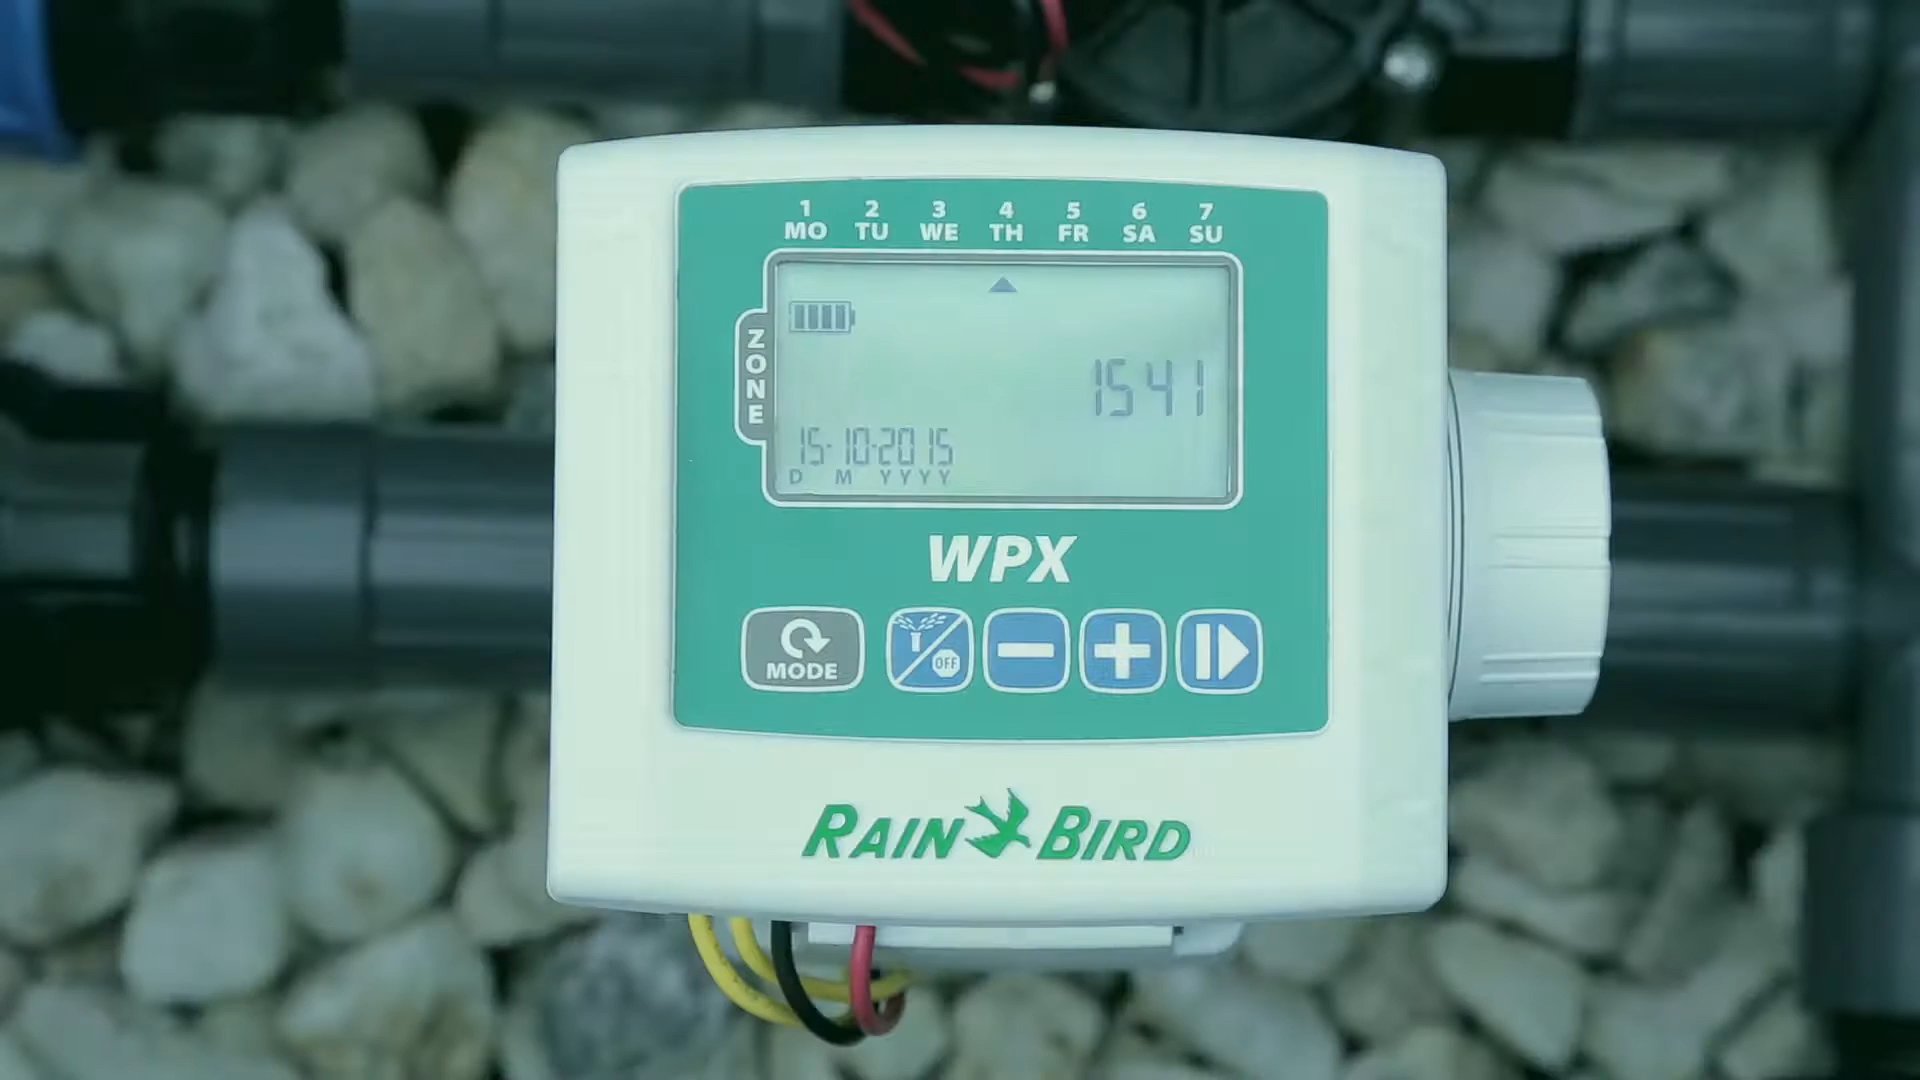 1 2 3 4 5 6 7
MO TU WE TH FR SA SU
ZONE
1541
15-10-2015
D M YYYY
WPX
MODE
OFF
RAIN BIRD